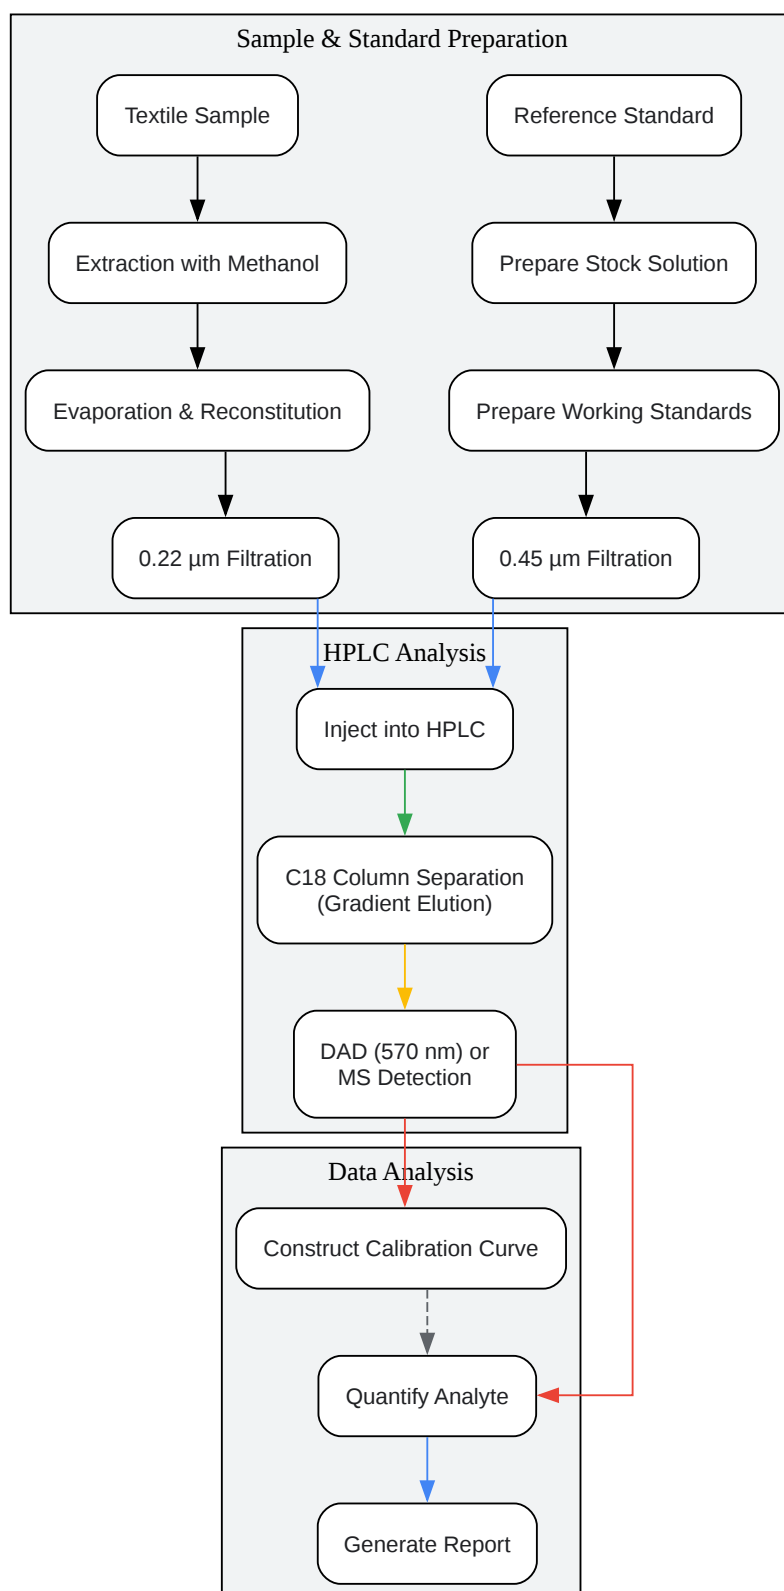 Sample & Standard Preparation
Textile Sample
Reference Standard
Extraction with Methanol
Prepare Stock Solution
Evaporation & Reconstitution
Prepare Working Standards
0.22 µm Filtration
0.45 µm Filtration
HPLC Analysis
Inject into HPLC
C18 Column Separation
(Gradient Elution)
DAD (570 nm) or
MS Detection
Data Analysis
Construct Calibration Curve
Quantify Analyte
Generate Report